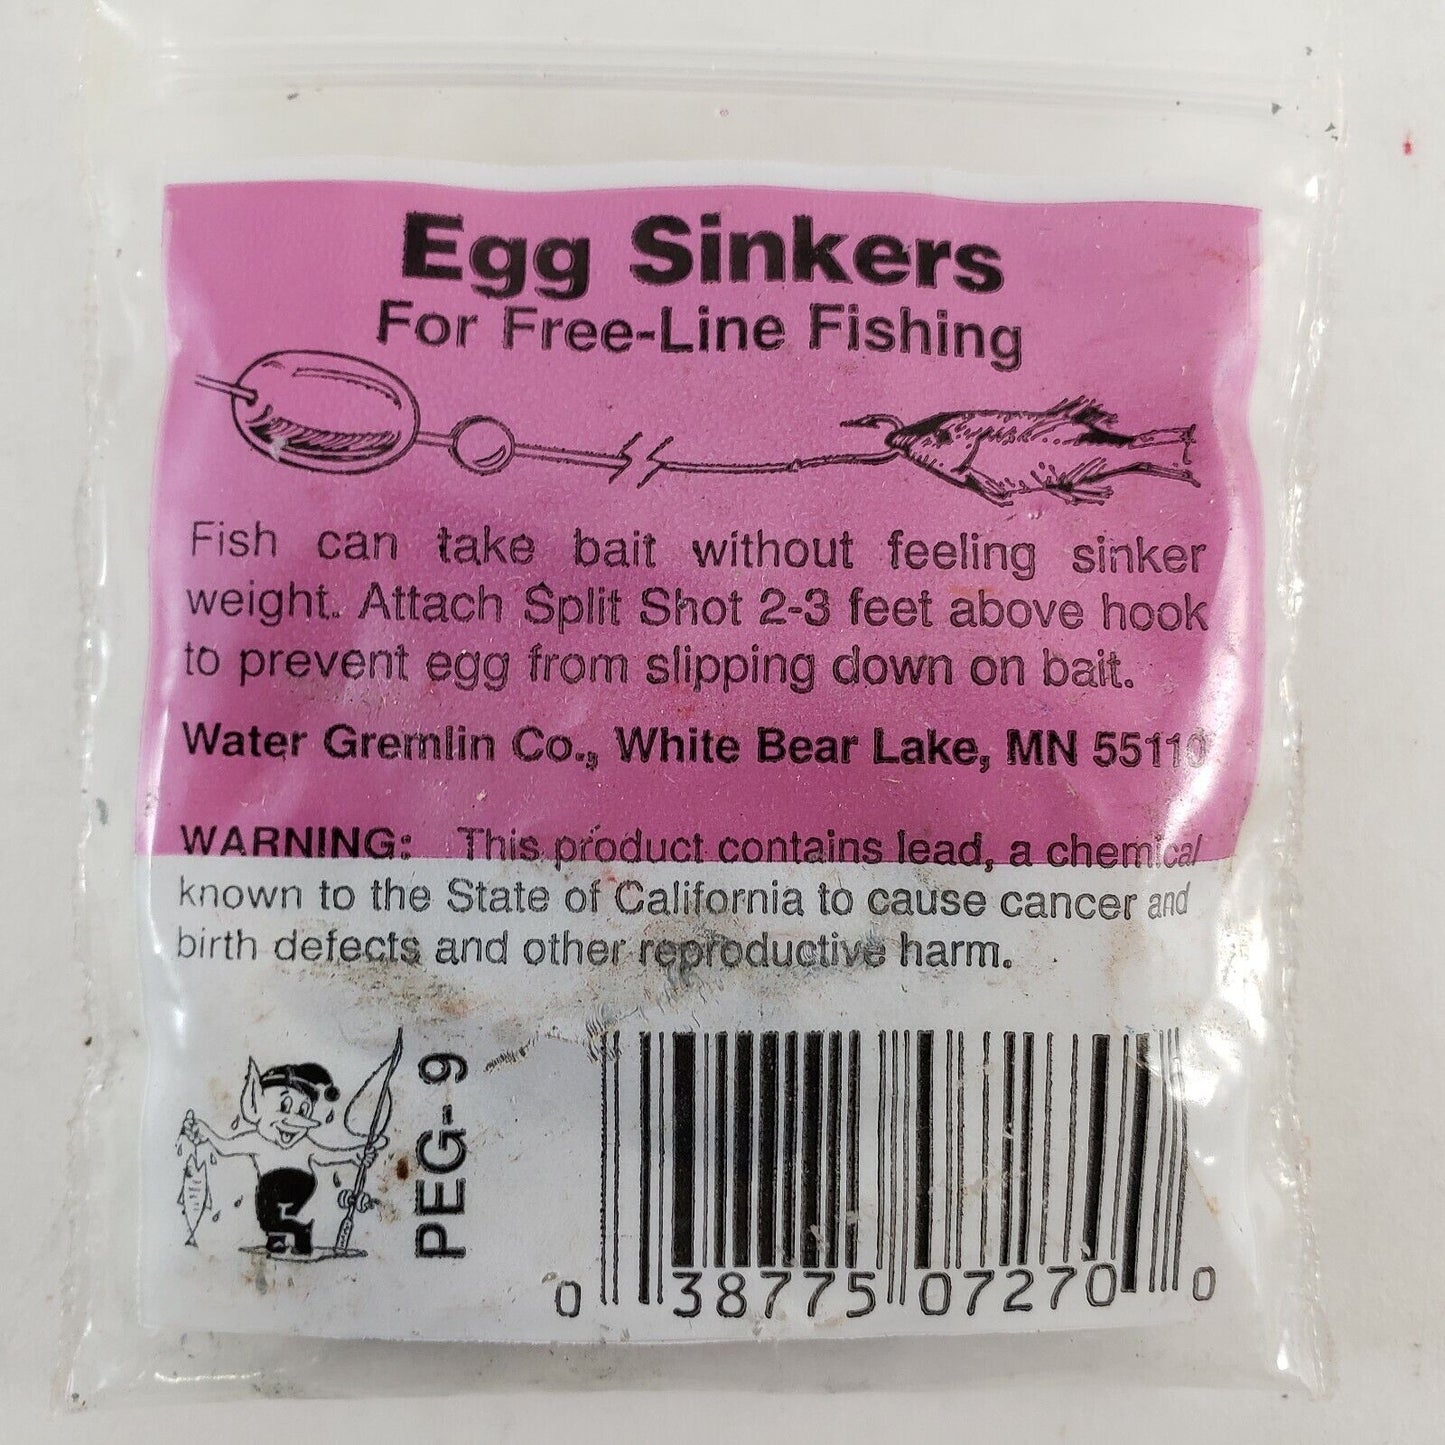 Egg Sinkers
For Free-Line Fishing
Fish can take bait without feeling sinker
weight. Attach Split Shot 2-3 feet above hook
to prevent egg from slipping down on bait.
Water Gremlin Co., White Bear Lake, MN 55110
WARNING: This product contains lead, a chemical
known to the State of California to cause cancer and
birth defects and other reproductive harm.
PEG-9
0 38775 07270 0